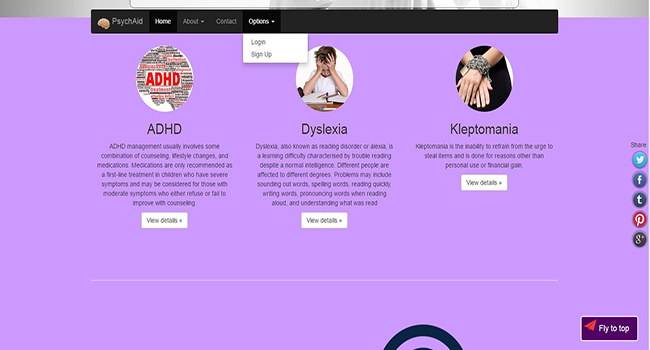 PsychAid Home About Contact Options
Login
Sign Up
ADHD
ADHD
ADHD management usually involves some
combination of counseling, lifestyle changes, and
medications. Medications are only recommended as
a first-line treatment in children who have severe
symptoms and may be considered for those with
moderate symptoms who either refuse or fail to
improve with counseling.
View details »
Dyslexia
Dyslexia, also known as reading disorder or alexia, is
a learning difficulty characterised by trouble reading
despite a normal intelligence. Different people are
affected to different degrees. Problems may include
sounding out words, spelling words, reading quickly,
writing words, pronouncing words when reading
aloud, and understanding what was read
View details »
Kleptomania
Kleptomania is the inability to refrain from the urge to
steal items and is done for reasons other than
personal use or financial gain.
View details »
Share
Fly to top